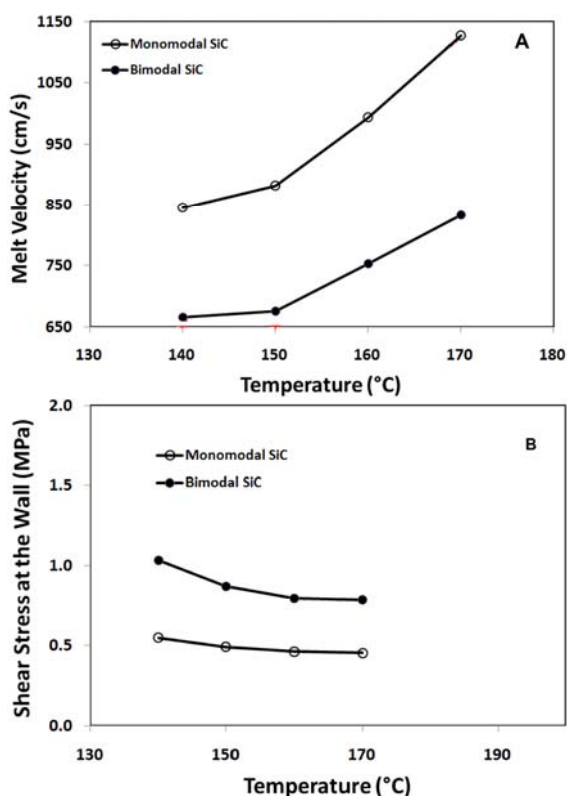 1150
1050
950
850
750
650
Melt Velocity (cm/s)
Monomodal SiC
Bimodal SiC
A
130 140 150 160 170 180
Temperature (°C)
2.0
1.5
1.0
0.5
0.0
Shear Stress at the Wall (MPa)
Monomodal SiC
Bimodal SiC
B
130 150 170 190
Temperature (°C)